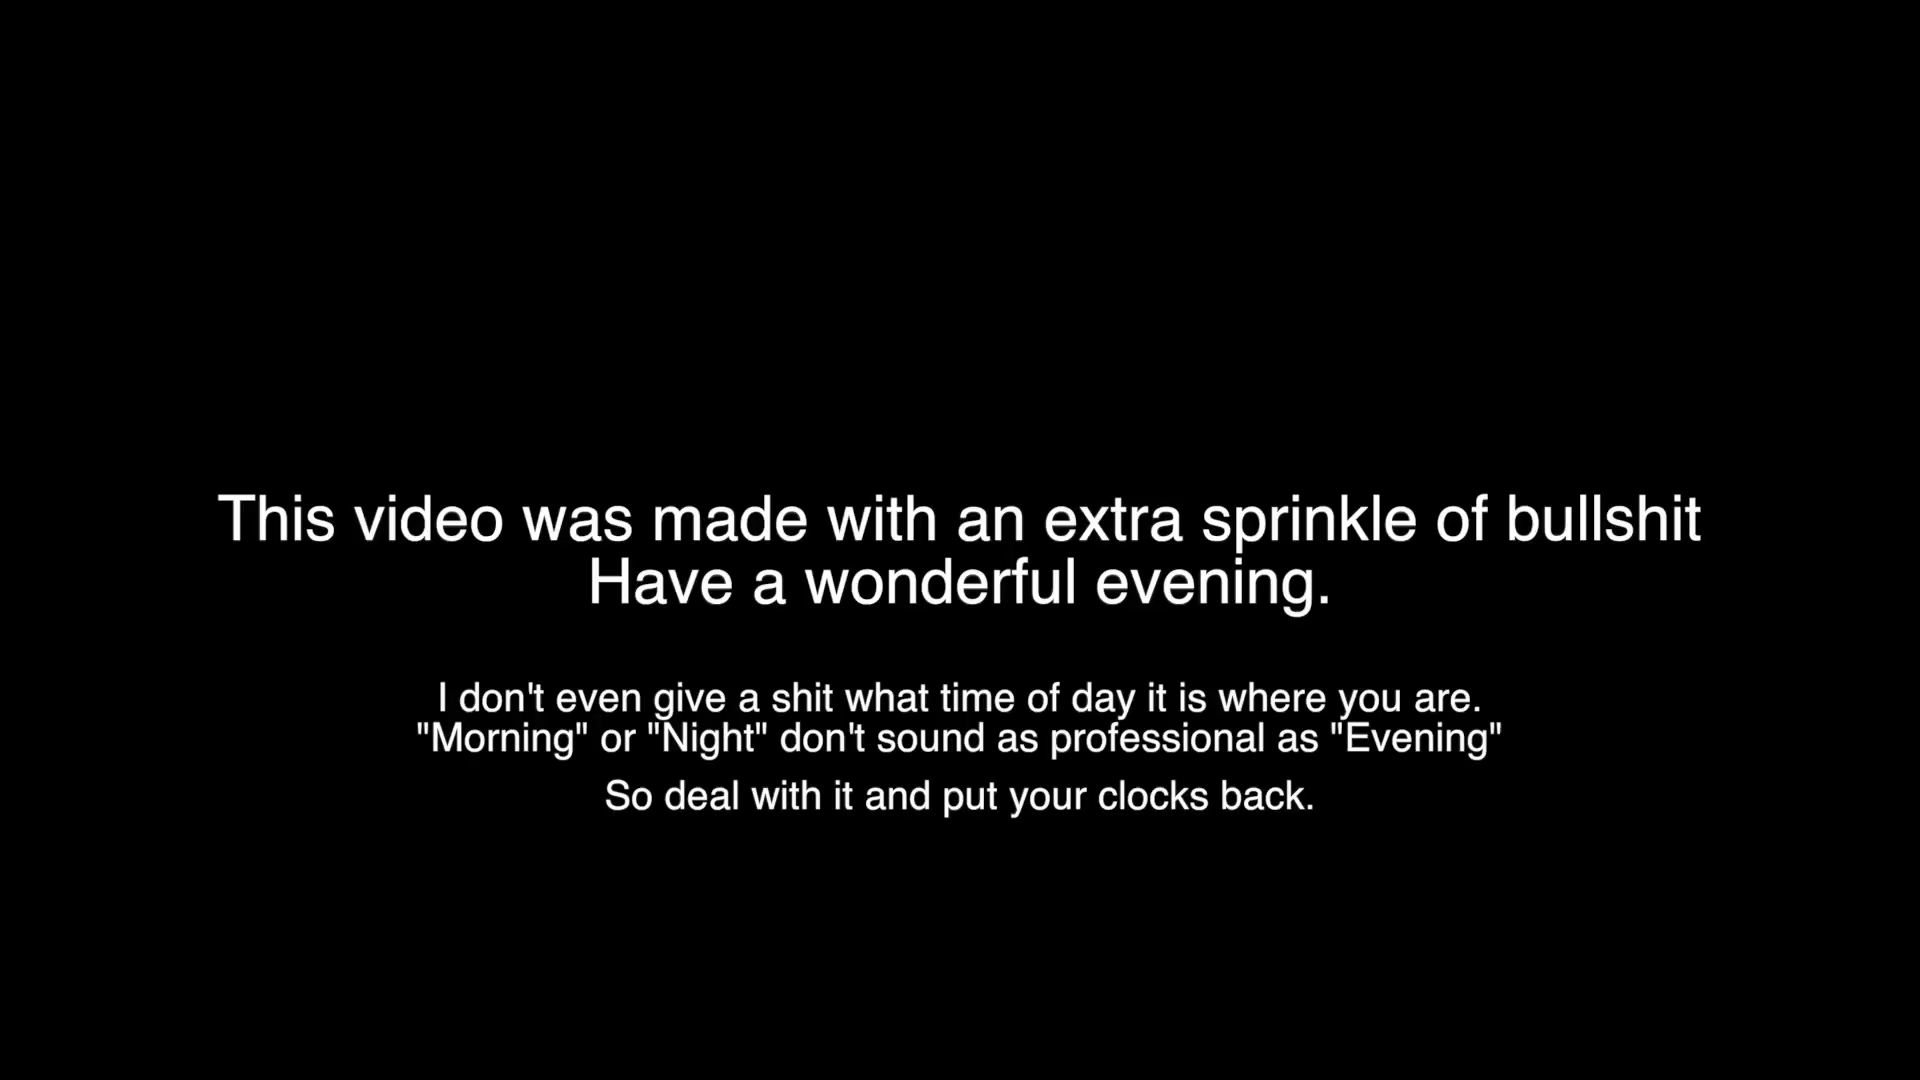 This video was made with an extra sprinkle of bullshit
Have a wonderful evening.
I don't even give a shit what time of day it is where you are.
"Morning" or "Night" don't sound as professional as "Evening"
So deal with it and put your clocks back.